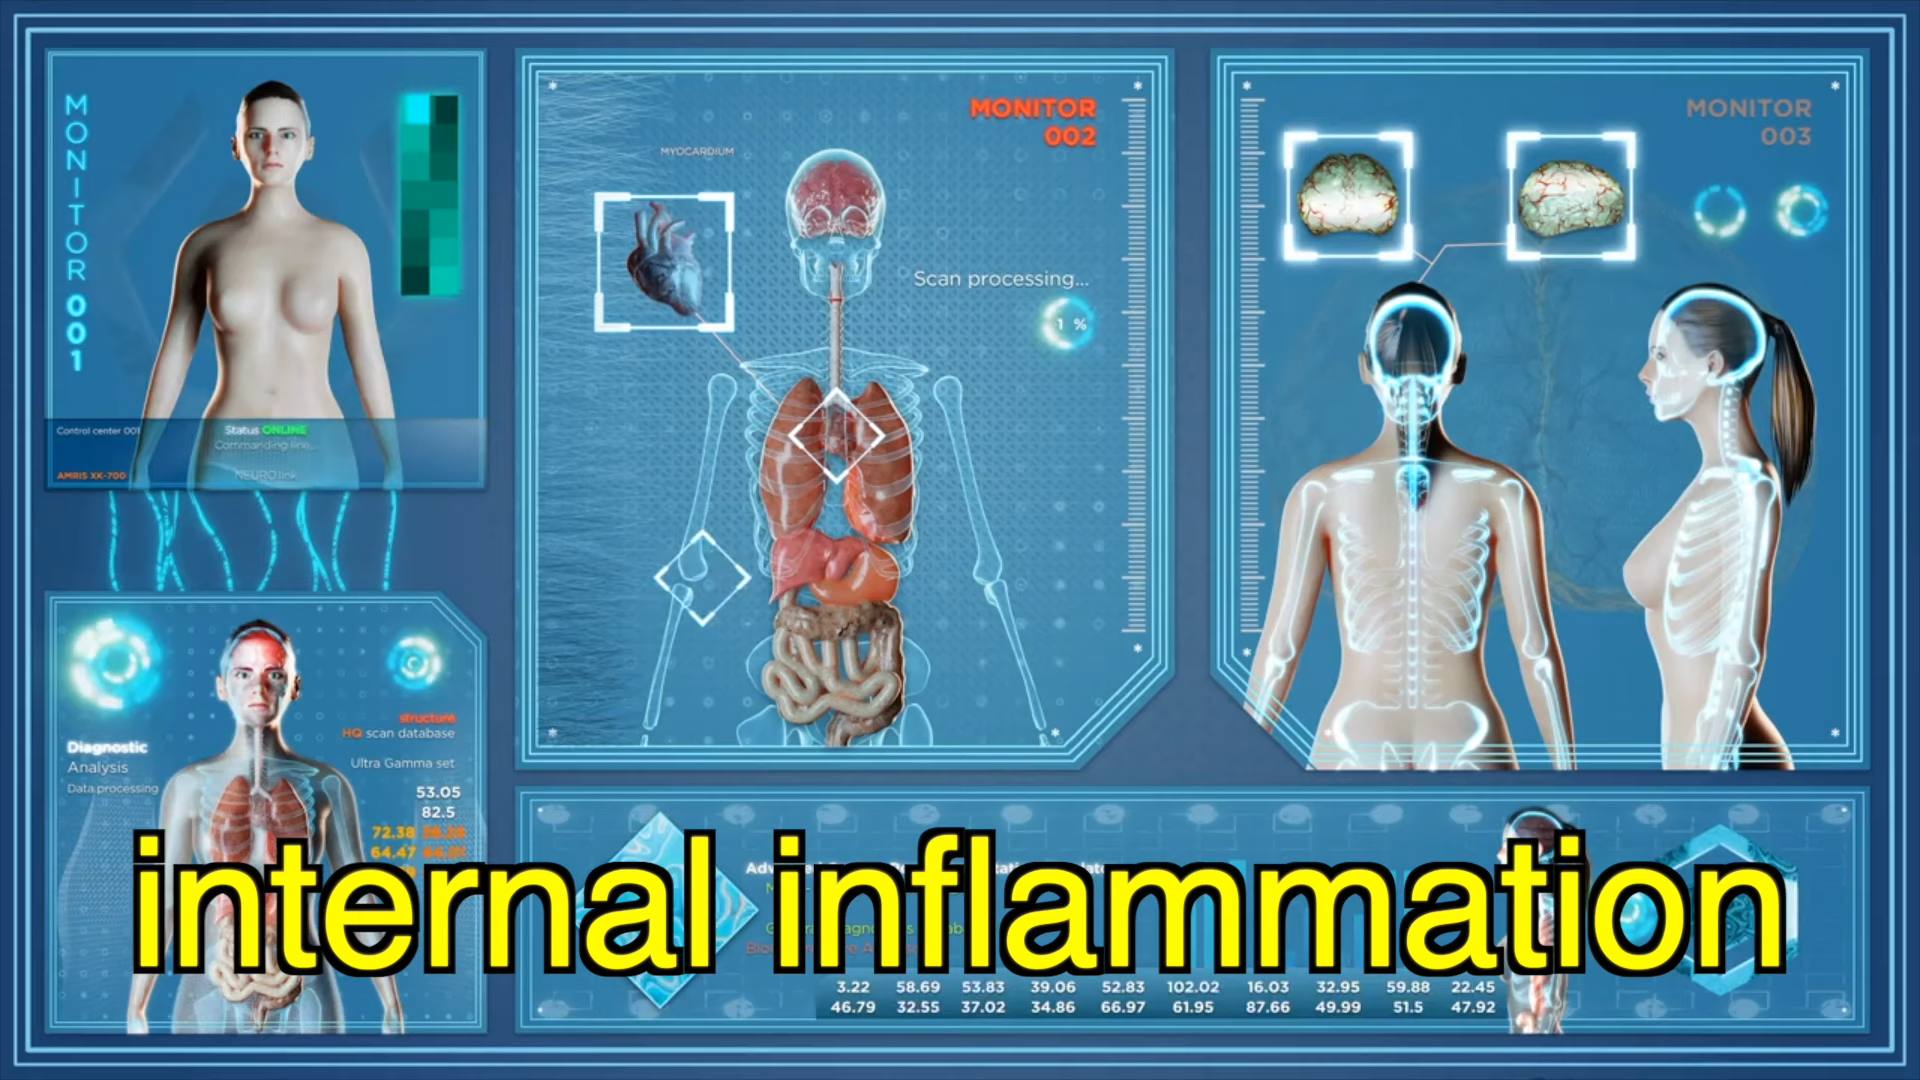 MONITOR 001
Control center 001
Status ONLINE
Commanding line...
AMRIS XK-700
NEURO link
MONITOR
002
MYOCARDIUM
Scan processing...
1 %
MONITOR
003
structure
HQ scan database
Diagnostic
Analysis
Data processing
Ultra Gamma set
53.05
82.5
72.38
64.47
internal inflammation
3.22 58.69 53.83 39.06 52.83 102.02 16.03 32.95 59.88 22.45
46.79 32.55 37.02 34.86 66.97 61.95 87.66 49.99 51.5 47.92